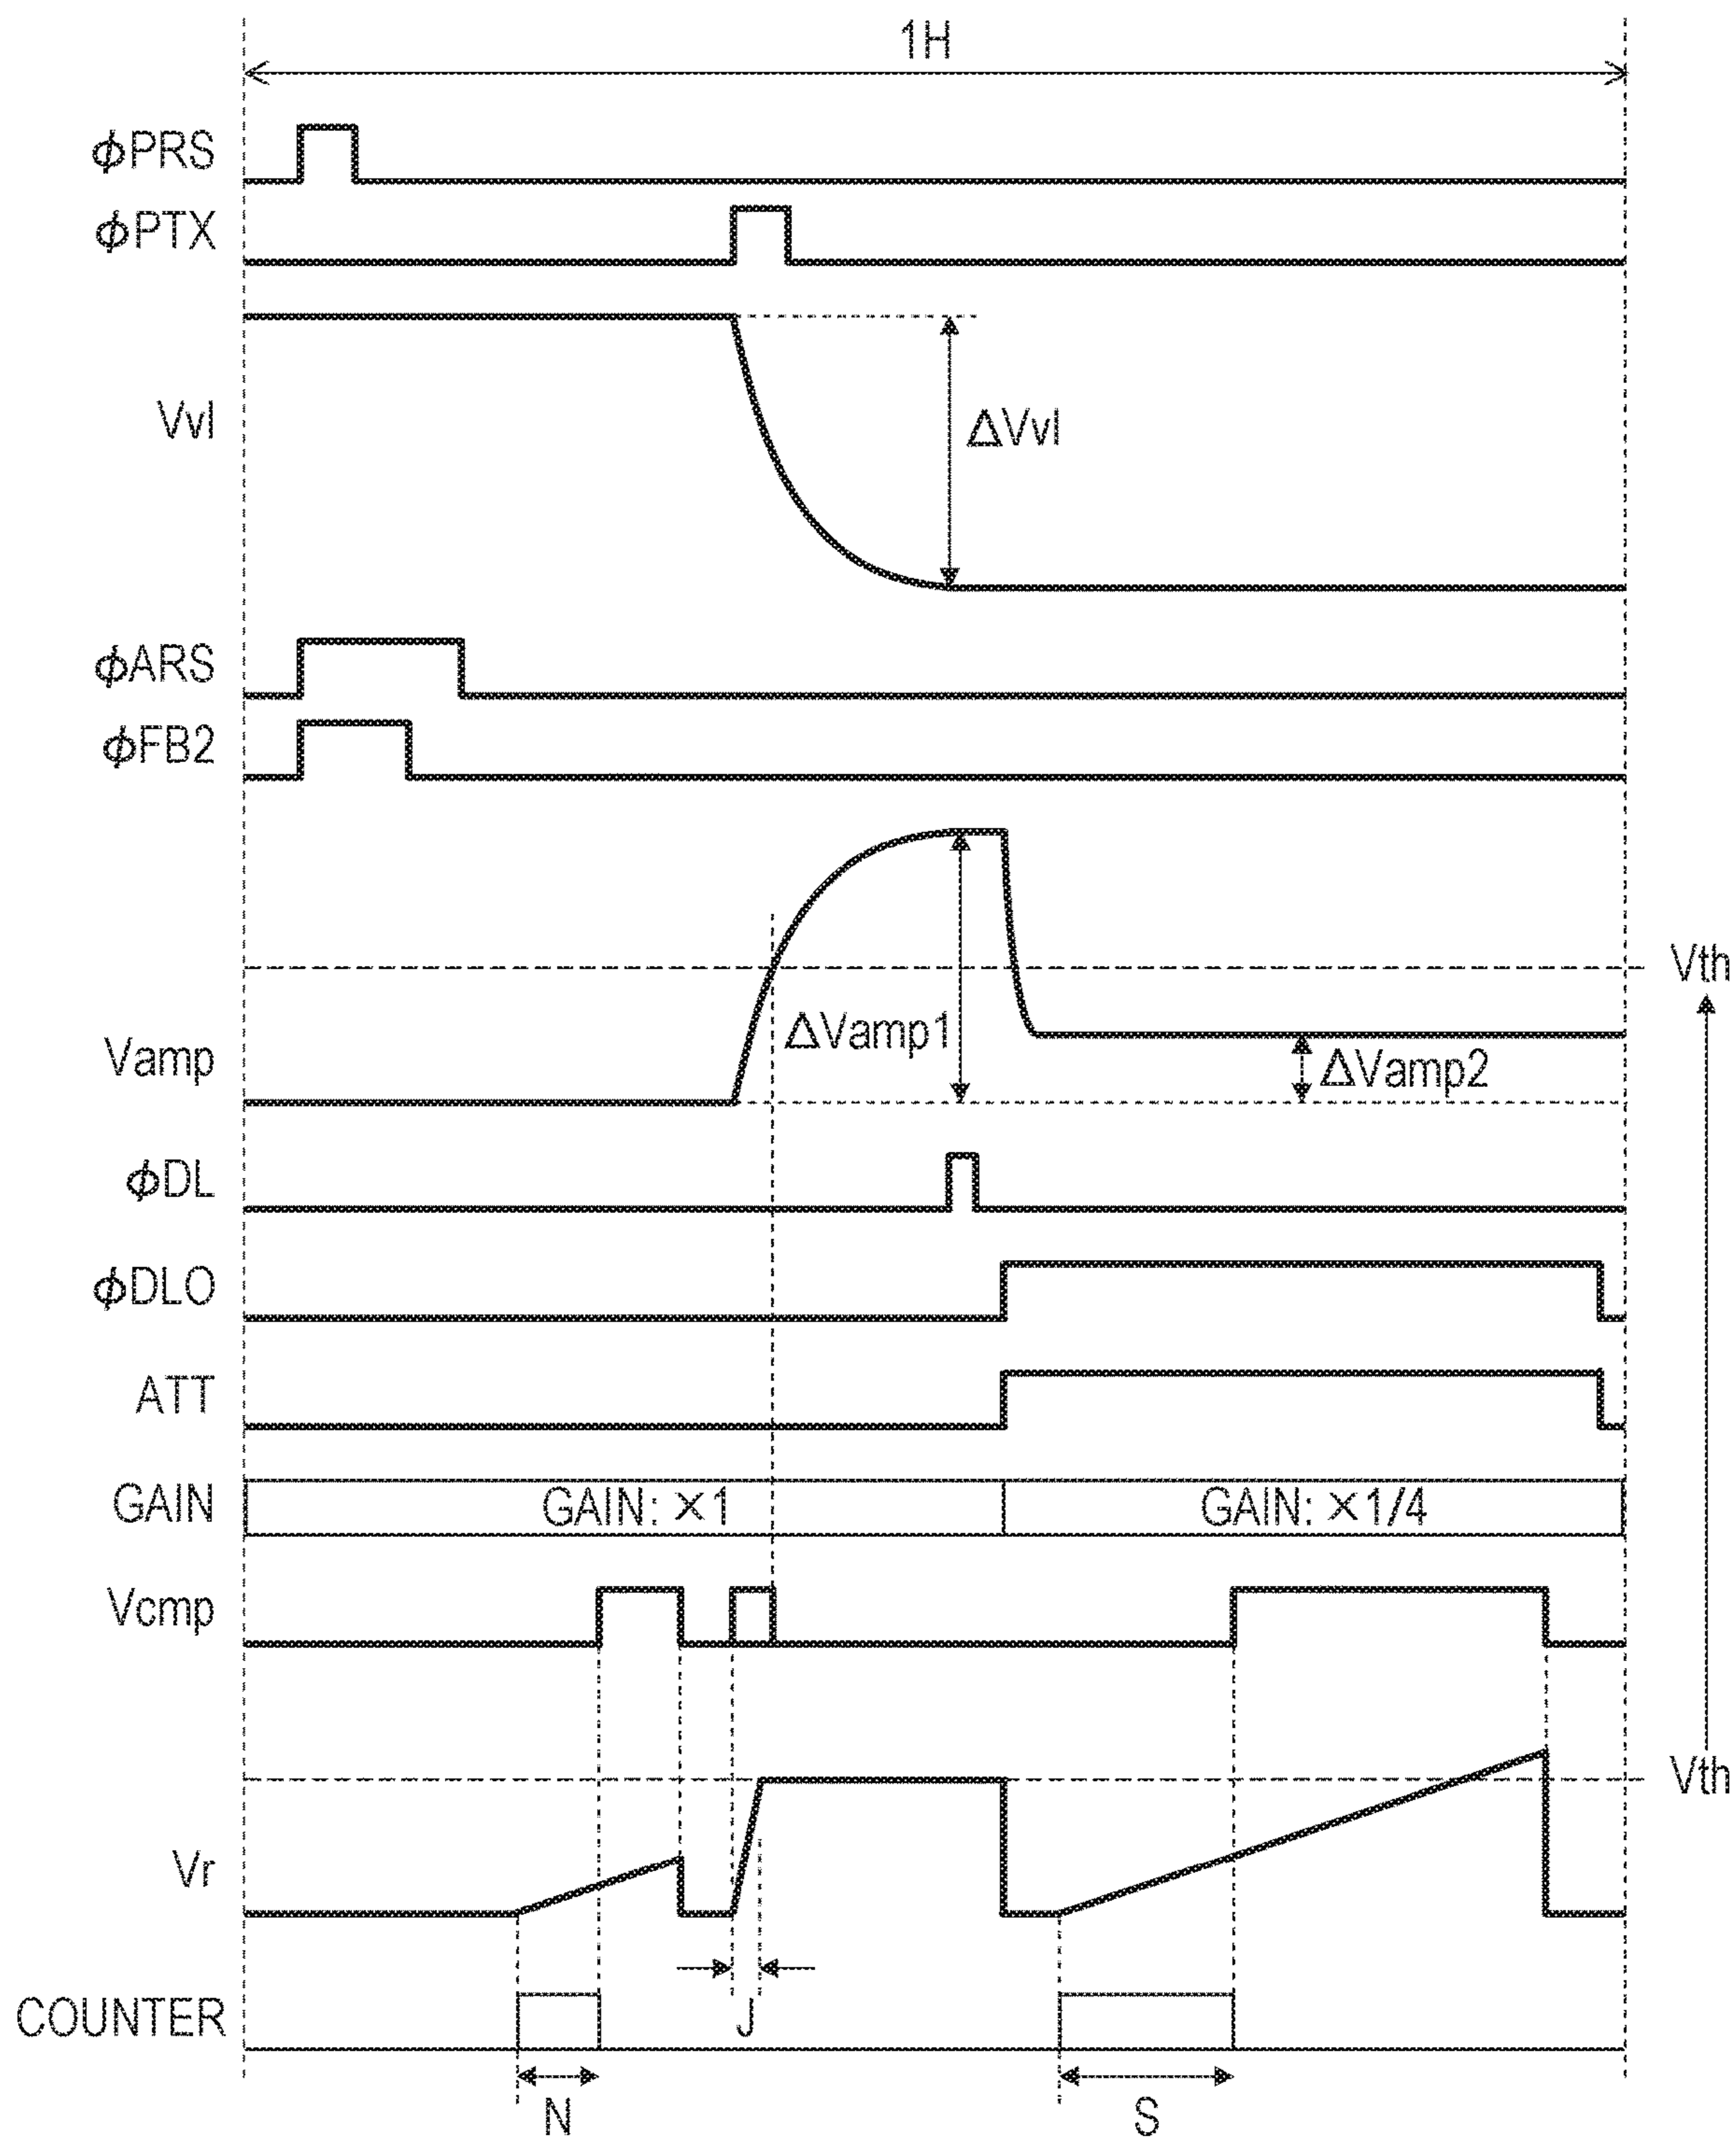 1H
ϕPRS
ϕPTX
Vvl
ΔVvl
ϕARS
ϕFB2
Vth
Vamp
ΔVamp1
ΔVamp2
ϕDL
ϕDLO
ATT
GAIN
GAIN: ×1
GAIN: ×1/4
Vcmp
Vth
Vr
COUNTER
J
N
S